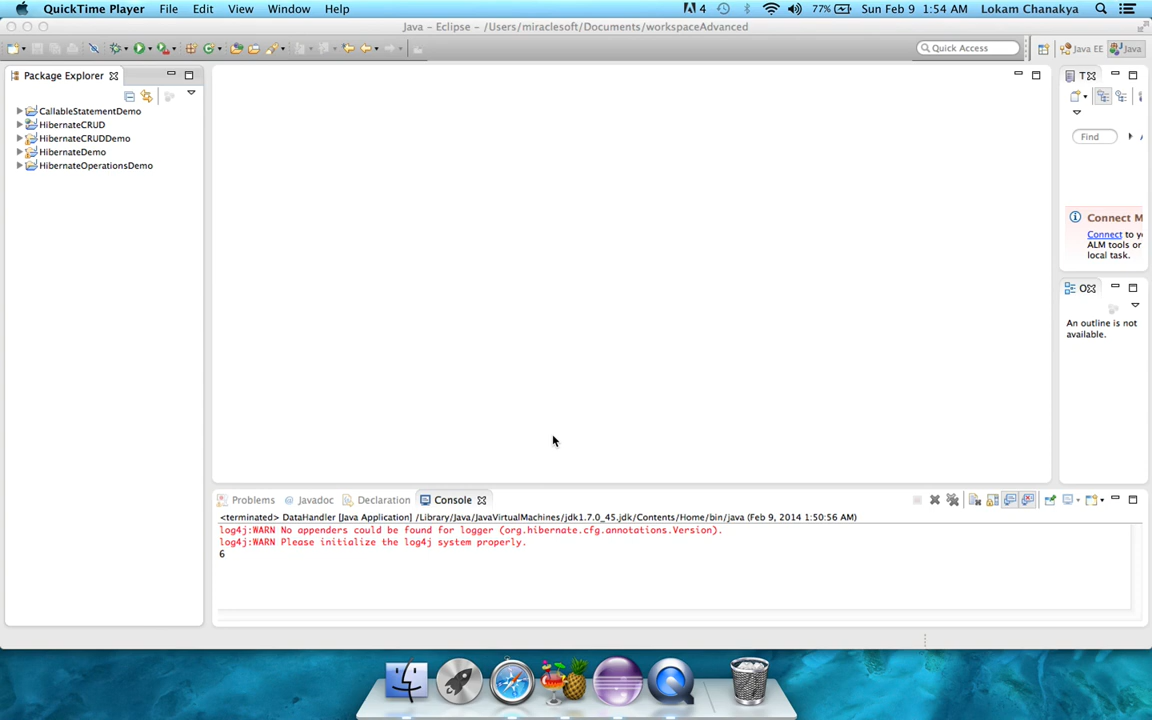 QuickTime Player File Edit View Window Help 4 77% Sun Feb 9 1:54 AM Lokam Chanakya
Java - Eclipse - /Users/miraclesoft/Documents/workspaceAdvanced
Quick Access Java EE Java
Package Explorer
CallableStatementDemo
HibernateCRUD
HibernateCRUDDemo
HibernateDemo
HibernateOperationsDemo
T
Find
Connect M
Connect to y
ALM tools or
local task.
O
An outline is not
available.
Problems @ Javadoc Declaration Console
<terminated> DataHandler [Java Application] /Library/Java/JavaVirtualMachines/jdk1.7.0_45.jdk/Contents/Home/bin/java (Feb 9, 2014 1:50:56 AM)
log4j:WARN No appenders could be found for logger (org.hibernate.cfg.annotations.Version).
log4j:WARN Please initialize the log4j system properly.
6